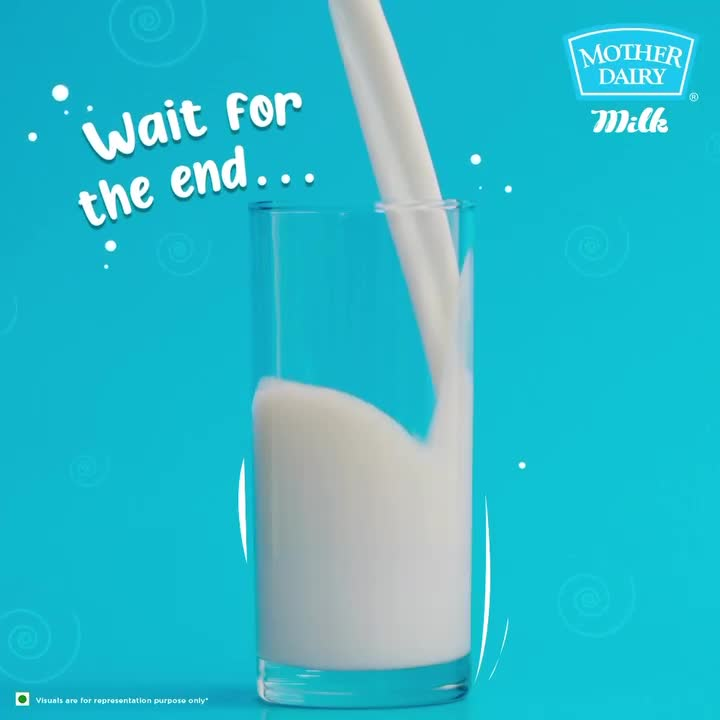 Wait for
the end...
MOTHER
DAIRY
®
Milk
Visuals are for representation purpose only*